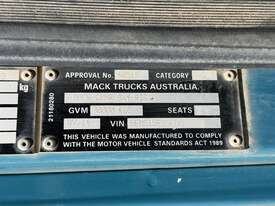 APPROVAL No. CATEGORY
MACK TRUCKS AUSTRALIA.
kg
21180280
GVM SEATS
VIN
THIS VEHICLE WAS MANUFACTURED TO COMPLY
WITH THE MOTOR VEHICLE STANDARDS ACT 1989